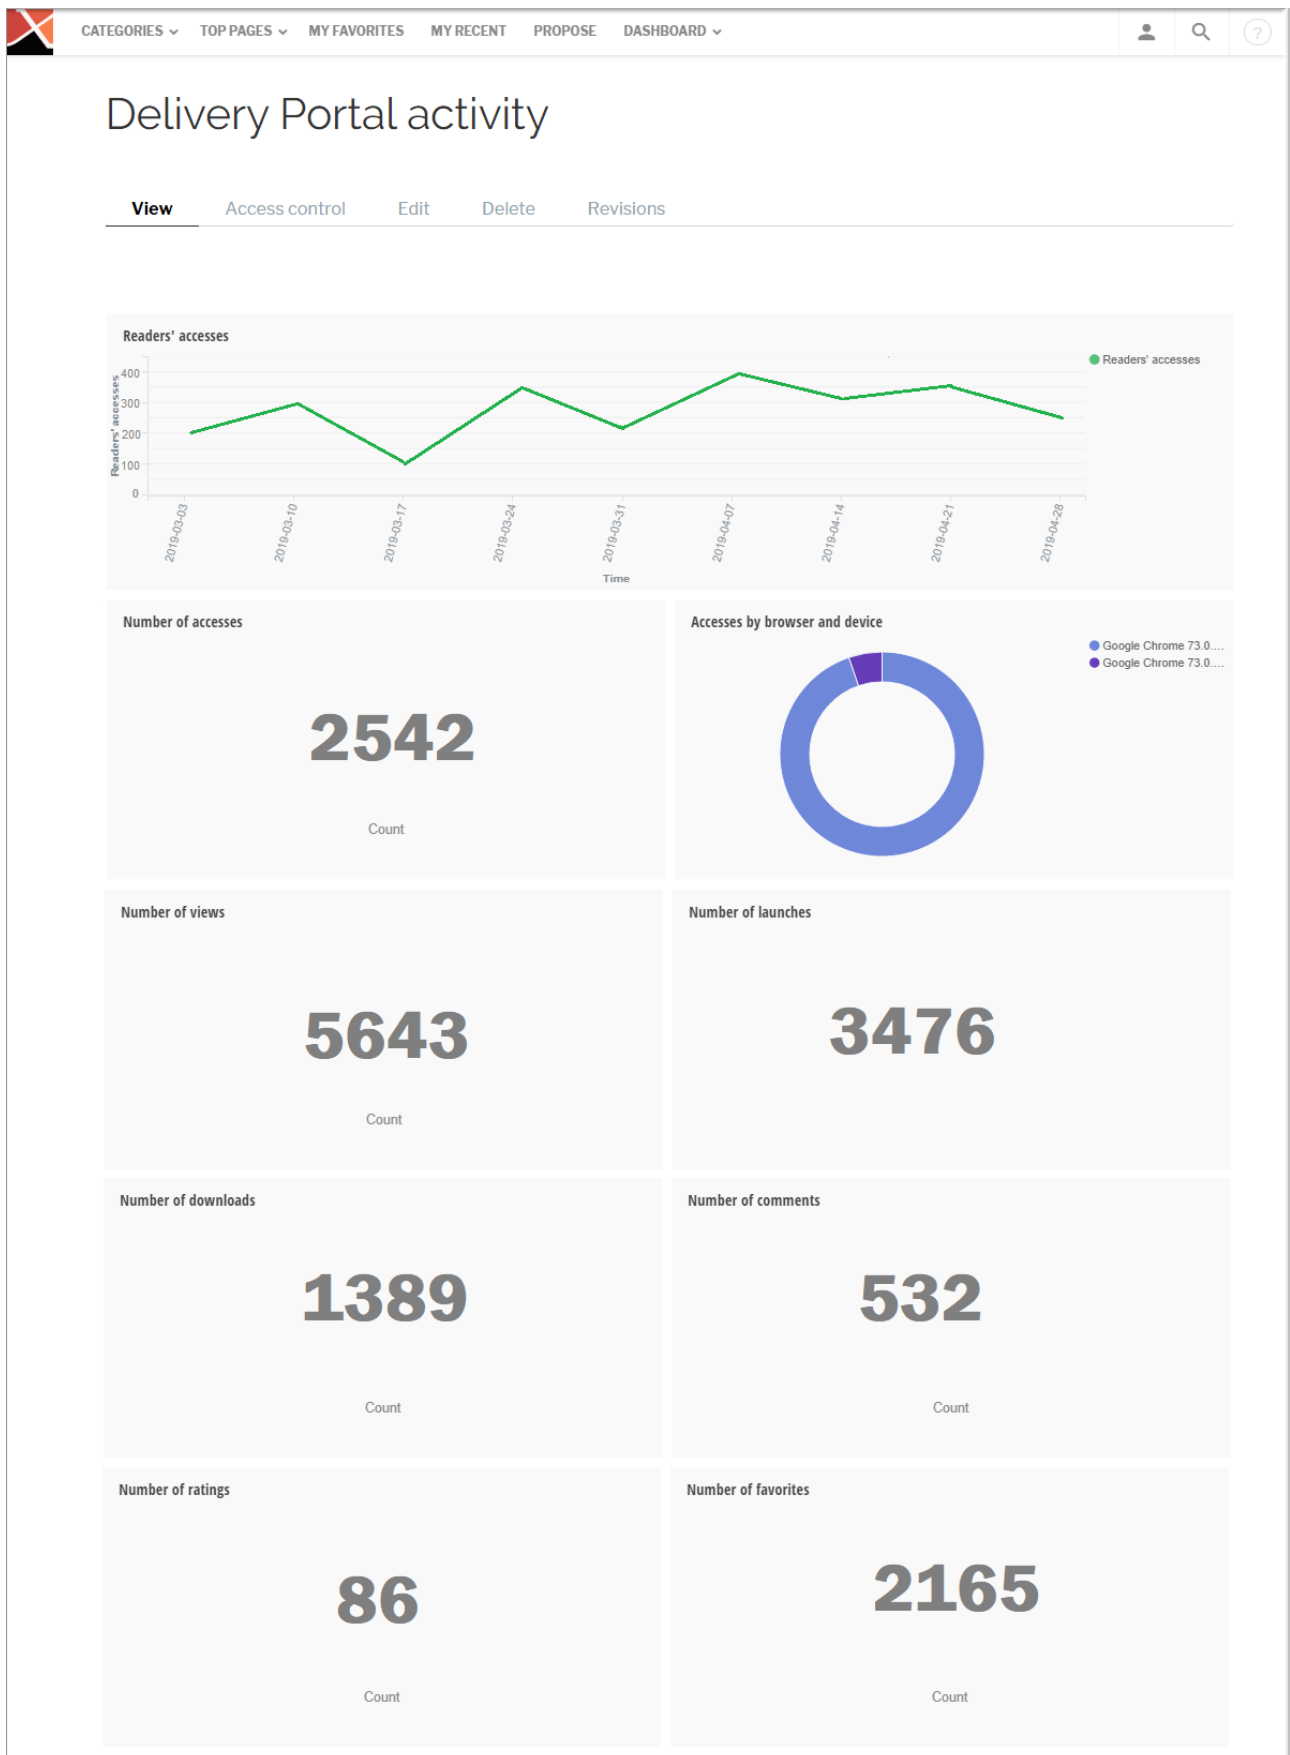 CATEGORIES TOP PAGES MY FAVORITES MY RECENT PROPOSE DASHBOARD ?
Delivery Portal activity
View Access control Edit Delete Revisions
Readers' accesses
Readers' accesses
Readers' accesses
400
300
200
100
0
2019-03-03 2019-03-10 2019-03-17 2019-03-24 2019-03-31 2019-04-07 2019-04-14 2019-04-21 2019-04-28
Time
Number of accesses
2542
Count
Accesses by browser and device
Google Chrome 73.0....
Google Chrome 73.0....
Number of views
5643
Count
Number of launches
3476
Number of downloads
1389
Count
Number of comments
532
Count
Number of ratings
86
Count
Number of favorites
2165
Count